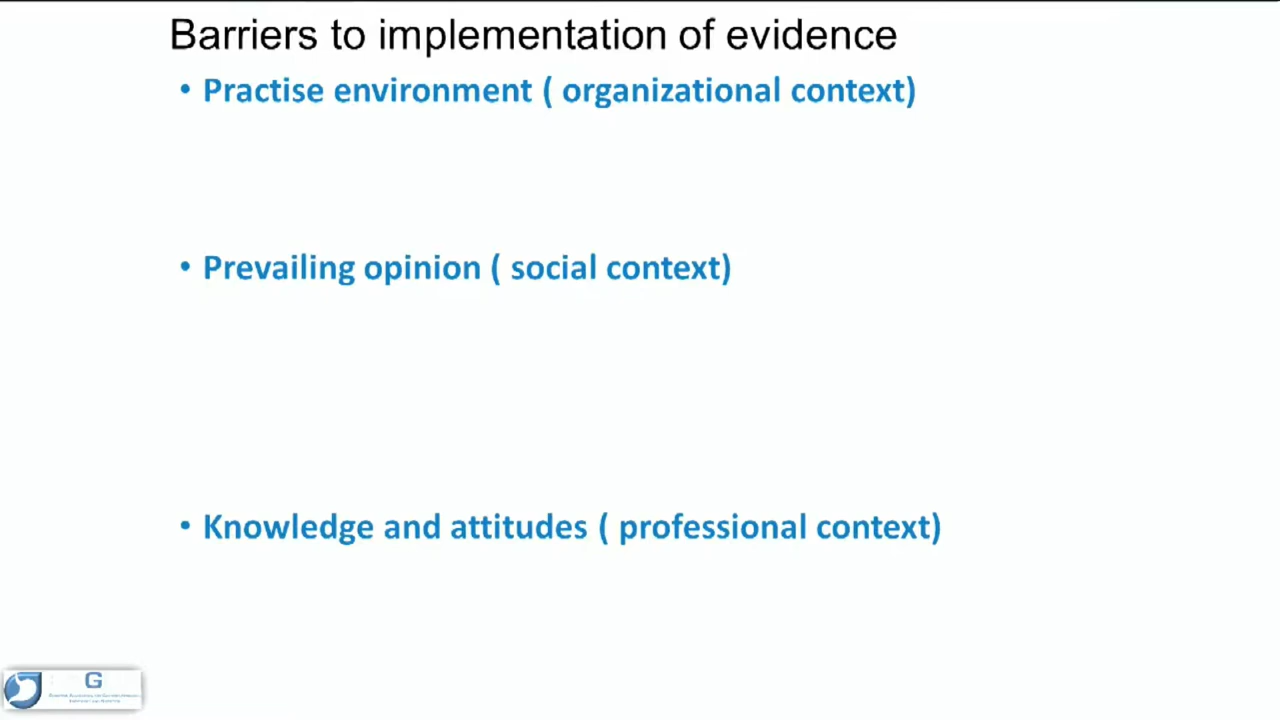 Barriers to implementation of evidence
• Practise environment ( organizational context)
• Prevailing opinion ( social context)
• Knowledge and attitudes ( professional context)
G